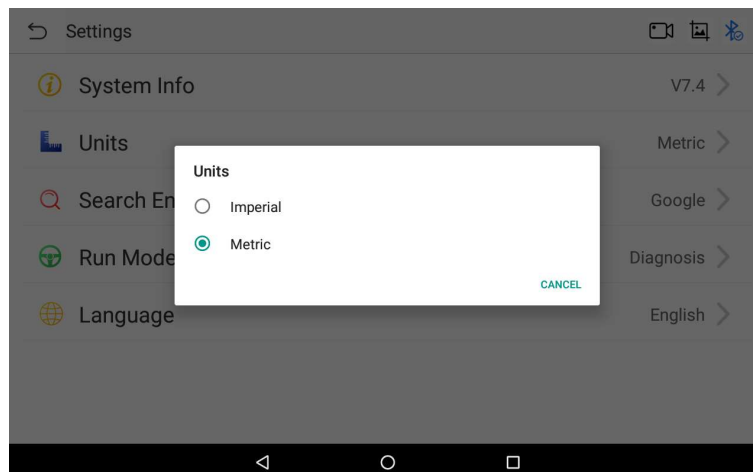 Settings
System Info
V7.4
Units
Metric
Search En
Google
Run Mode
Diagnosis
Language
English
Units
Imperial
Metric
CANCEL